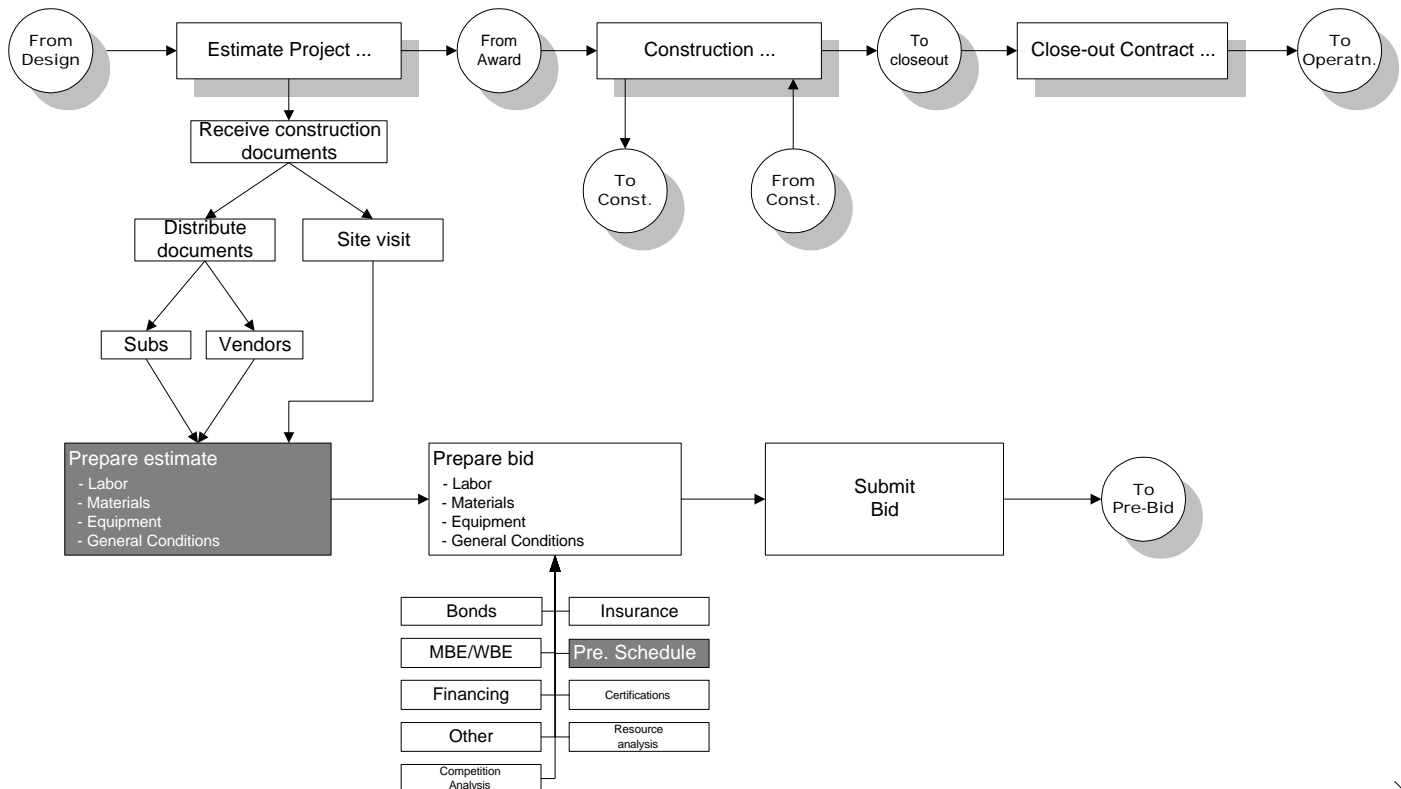 From
Design
Estimate Project ...
From
Award
Construction ...
To
closeout
Close-out Contract ...
To
Operatn.
Receive construction
documents
To
Const.
From
Const.
Distribute
documents
Site visit
Subs
Vendors
Prepare estimate
- Labor
- Materials
- Equipment
- General Conditions
Prepare bid
- Labor
- Materials
- Equipment
- General Conditions
Submit
Bid
To
Pre-Bid
Bonds
Insurance
MBE/WBE
Pre. Schedule
Financing
Certifications
Other
Resource
analysis
Competition
Analysis